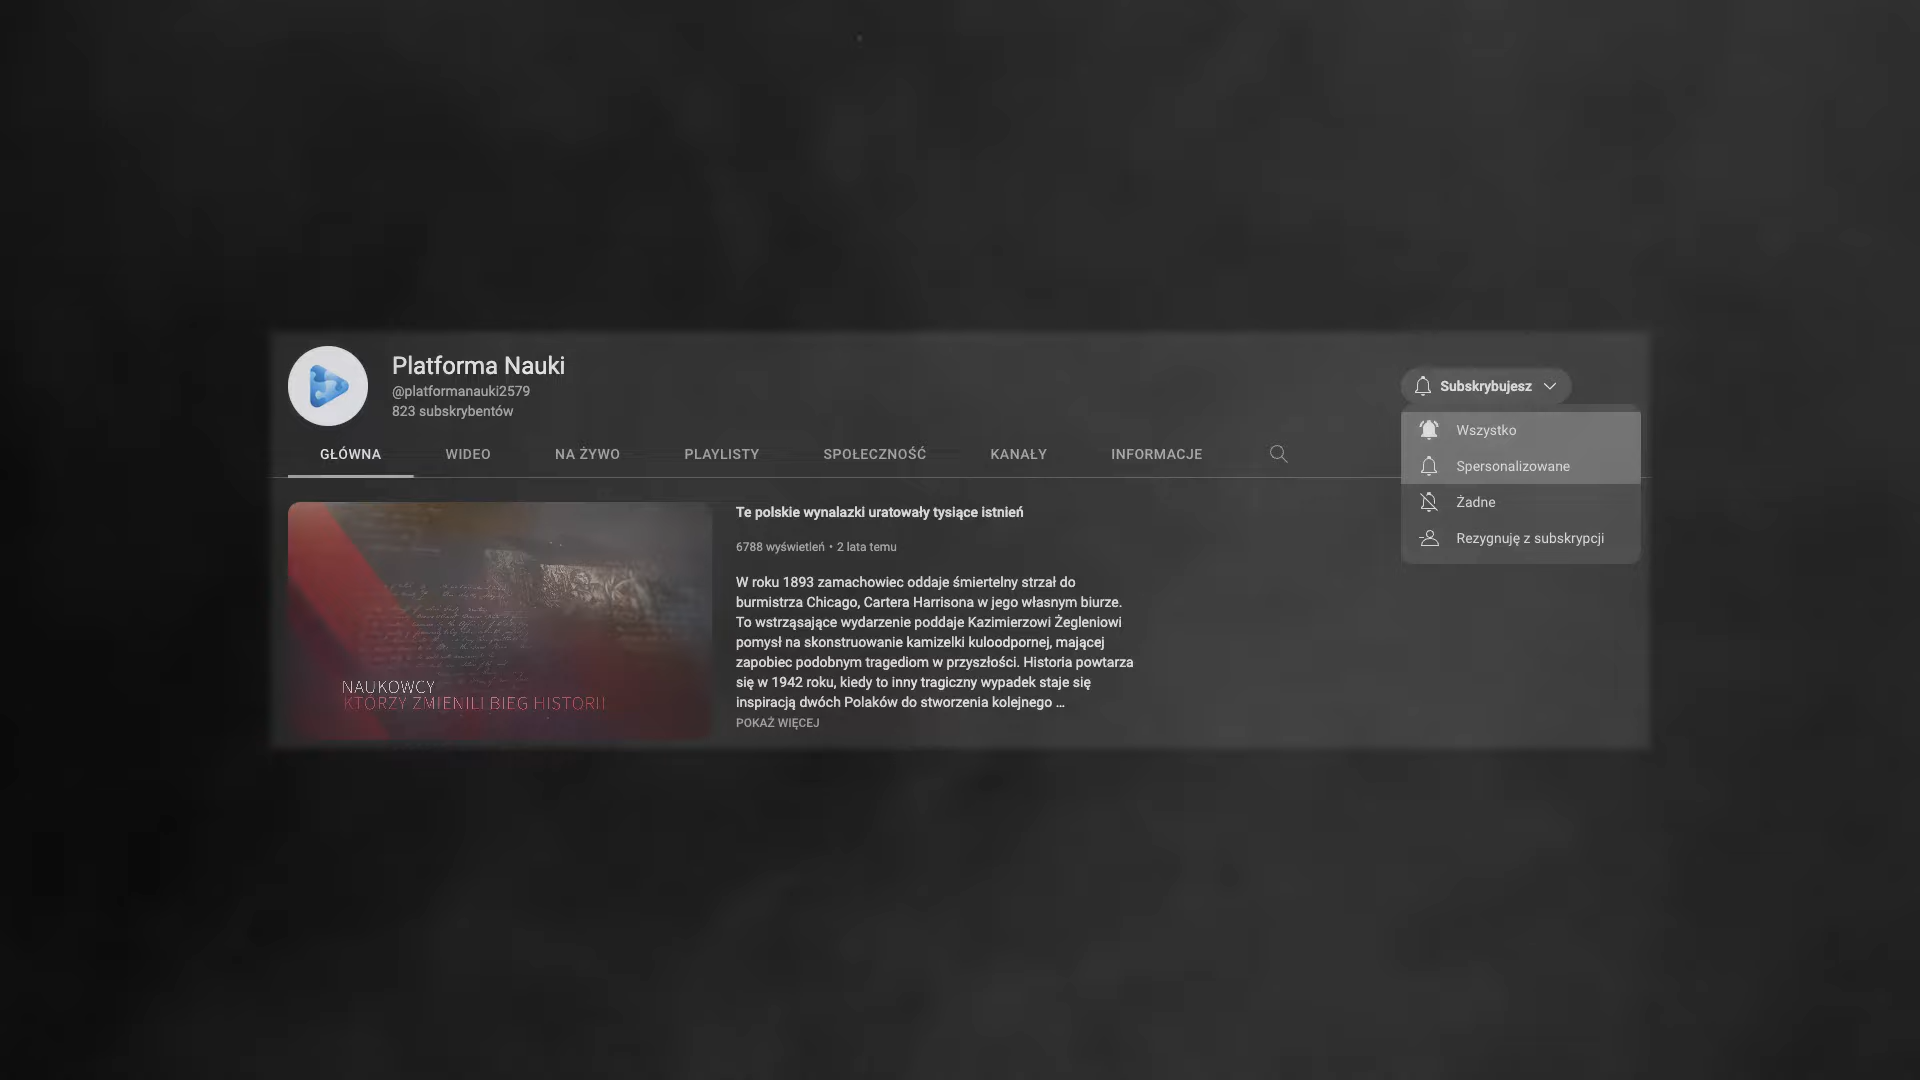 Platforma Nauki
@platformanauki2579
823 subskrybentów
Subskrybujesz
Wszystko
Spersonalizowane
Żadne
Rezygnuję z subskrypcji
GŁÓWNA WIDEO NA ŻYWO PLAYLISTY SPOŁECZNOŚĆ KANAŁY INFORMACJE
NAUKOWCY
KTÓRZY ZMIENILI BIEG HISTORII
Te polskie wynalazki uratowały tysiące istnień
6788 wyświetleń • 2 lata temu
W roku 1893 zamachowiec oddaje śmiertelny strzał do
burmistrza Chicago, Cartera Harrisona w jego własnym biurze.
To wstrząsające wydarzenie poddaje Kazimierzowi Żegleniowi
pomysł na skonstruowanie kamizelki kuloodpornej, mającej
zapobiec podobnym tragediom w przyszłości. Historia powtarza
się w 1942 roku, kiedy to inny tragiczny wypadek staje się
inspiracją dwóch Polaków do stworzenia kolejnego ...
POKAŻ WIĘCEJ